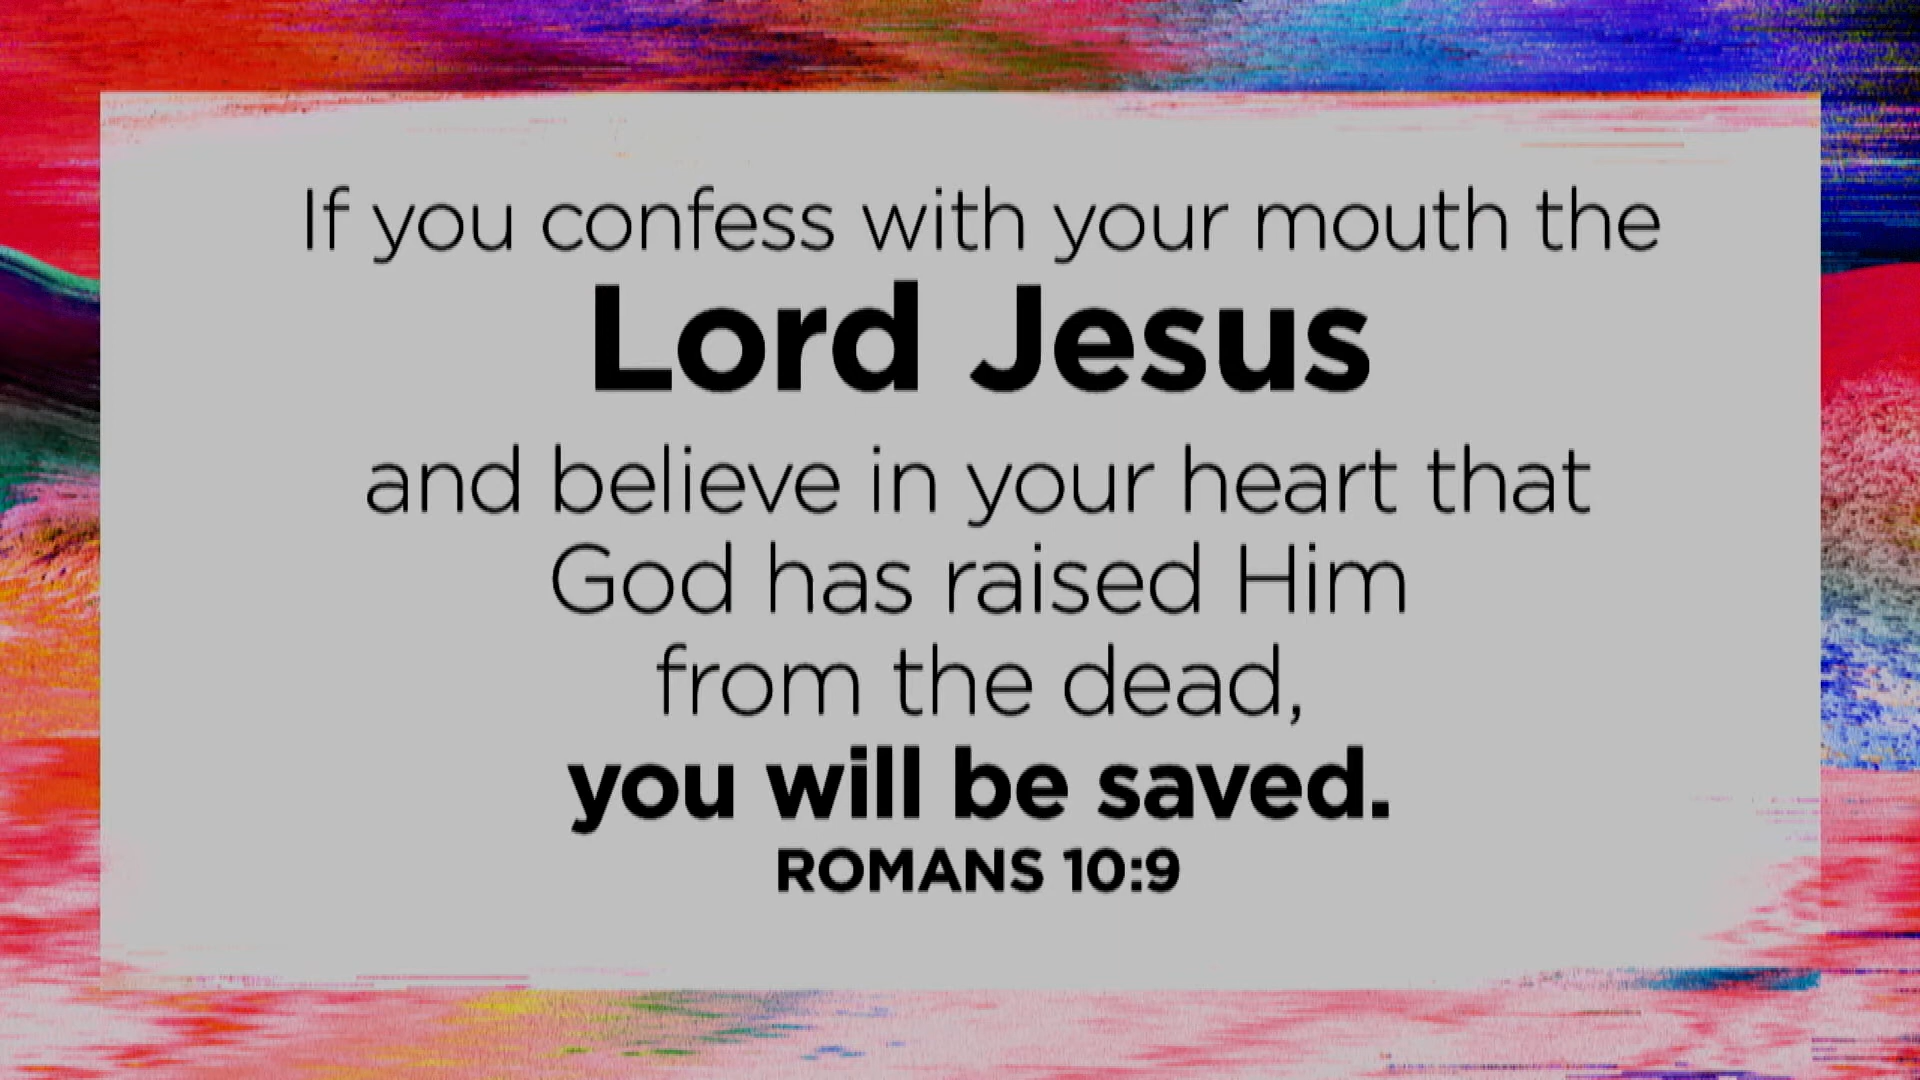 If you confess with your mouth the
Lord Jesus
and believe in your heart that
God has raised Him
from the dead,
you will be saved.
ROMANS 10:9